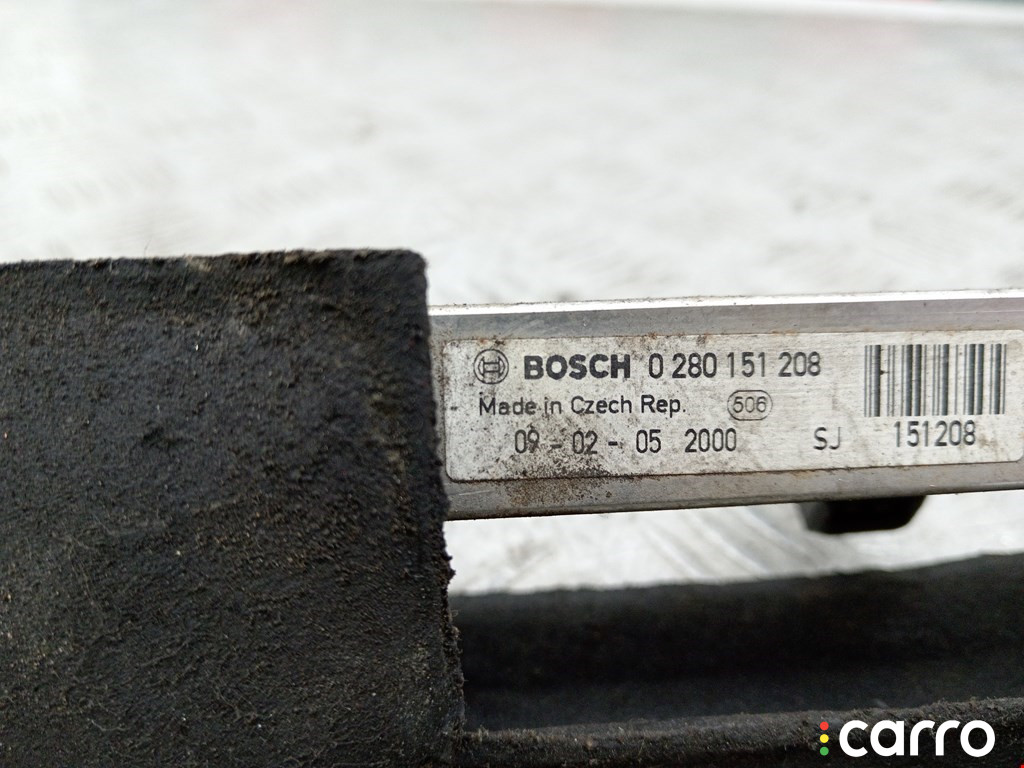 BOSCH 0 280 151 208
Made in Czech Rep. 506
09 - 02 - 05 2000 SJ 151208
carro